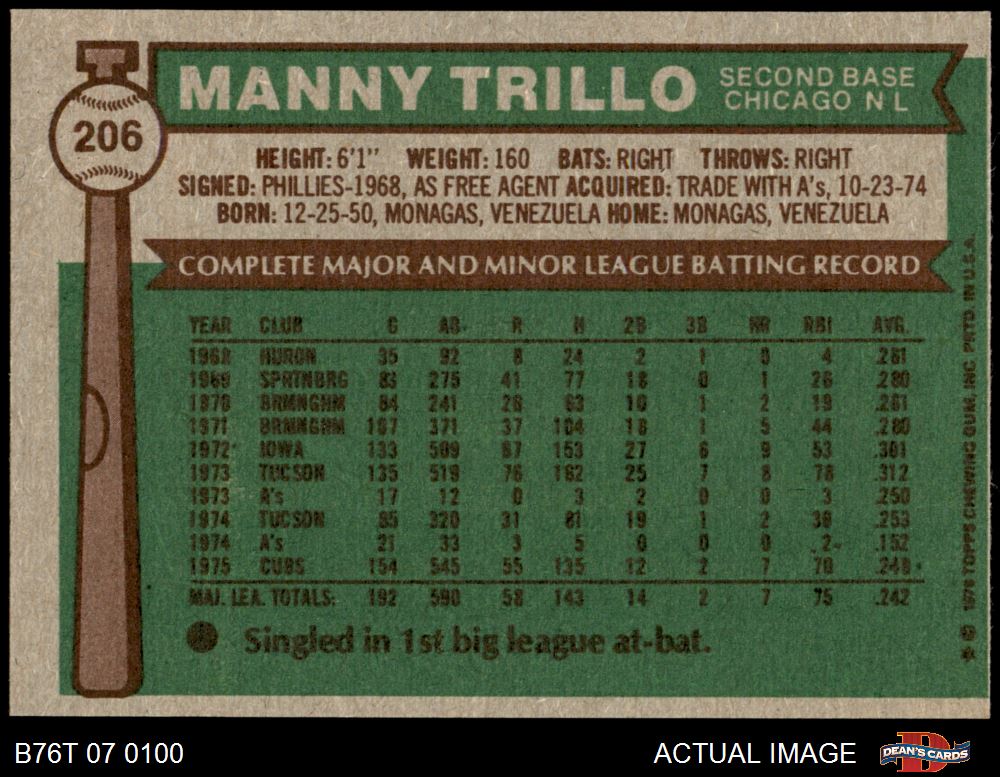 206
MANNY TRILLO
SECOND BASE
CHICAGO N L
HEIGHT: 6'1" WEIGHT: 160 BATS: RIGHT THROWS: RIGHT
SIGNED: PHILLIES-1968, AS FREE AGENT ACQUIRED: TRADE WITH A's, 10-23-74
BORN: 12-25-50, MONAGAS, VENEZUELA HOME: MONAGAS, VENEZUELA
COMPLETE MAJOR AND MINOR LEAGUE BATTING RECORD
YEAR CLUB G AB R H 2B 3B HR RBI AVG.
1968 HURON 35 92 8 24 2 1 0 4 .261
1969 SPRTNBRG 83 275 41 77 18 0 1 26 .280
1970 BRMNGHM 84 241 26 63 10 1 2 19 .261
1971 BRMNGHM 107 371 37 104 18 1 5 44 .280
1972 IOWA 133 509 67 153 27 6 9 53 .301
1973 TUCSON 135 519 76 162 25 7 8 78 .312
1973 A's 17 12 0 3 2 0 0 3 .250
1974 TUCSON 85 320 31 81 19 1 2 38 .253
1974 A's 21 33 3 5 0 0 0 2 .152
1975 CUBS 154 545 55 135 12 2 7 70 .248
MAJ. LEA. TOTALS: 192 590 58 143 14 2 7 75 .242
Singled in 1st big league at-bat.
© 1976 TOPPS CHEWING GUM, INC. PRTD. IN U.S.A.
B76T 07 0100
ACTUAL IMAGE
D
DEAN'S CARDS